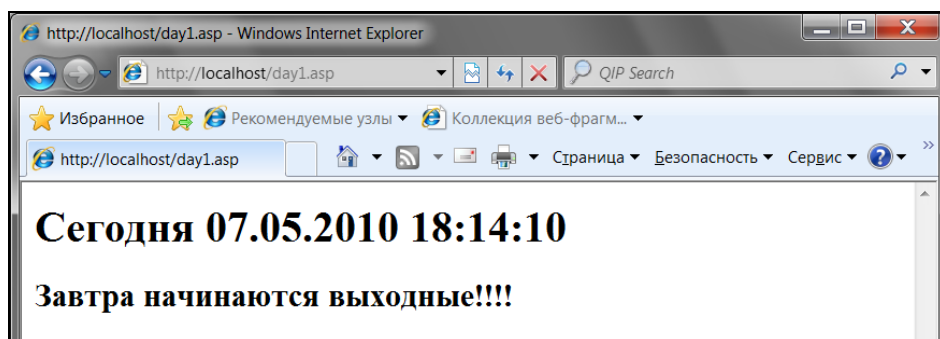 http://localhost/day1.asp - Windows Internet Explorer
http://localhost/day1.asp QIP Search
Избранное Рекомендуемые узлы Коллекция веб-фрагм...
http://localhost/day1.asp Страница Безопасность Сервис
Сегодня 07.05.2010 18:14:10
Завтра начинаются выходные!!!!